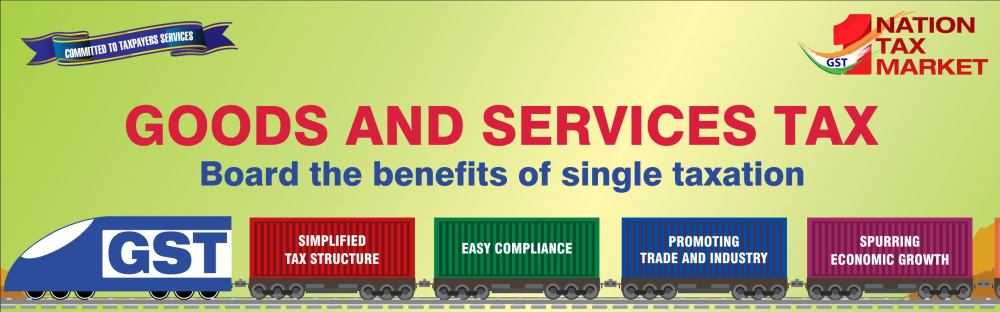 COMMITTED TO TAXPAYERS SERVICES
1 NATION
TAX
MARKET
GST
GOODS AND SERVICES TAX
Board the benefits of single taxation
GST
SIMPLIFIED
TAX STRUCTURE
EASY COMPLIANCE
PROMOTING
TRADE AND INDUSTRY
SPURRING
ECONOMIC GROWTH